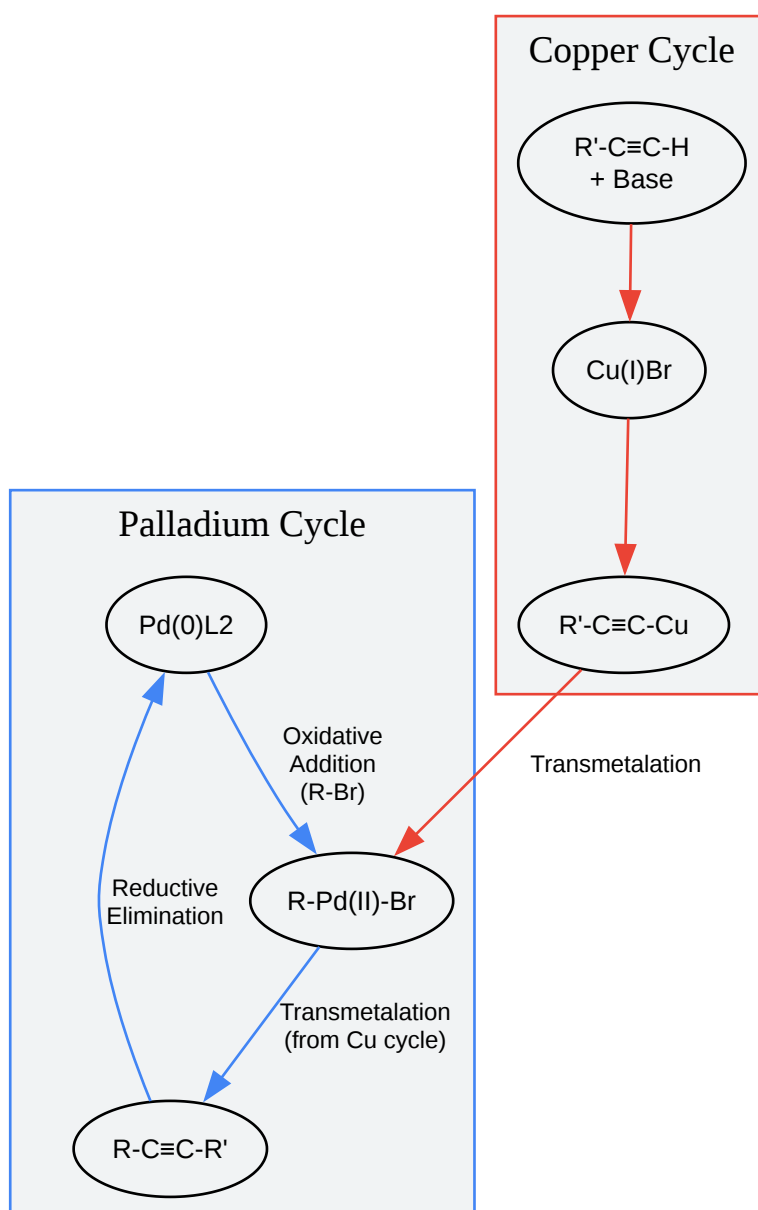 Copper Cycle
R'-C≡C-H
+ Base
Cu(I)Br
R'-C≡C-Cu
Transmetalation
Palladium Cycle
Pd(0)L2
Oxidative
Addition
(R-Br)
R-Pd(II)-Br
Reductive
Elimination
Transmetalation
(from Cu cycle)
R-C≡C-R'